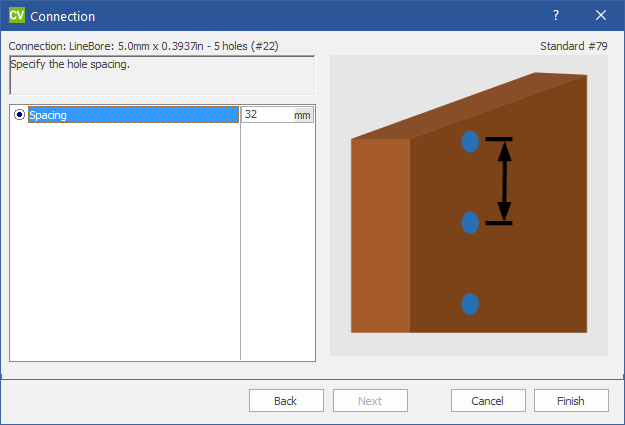 CV Connection ?
Connection: LineBore: 5.0mm x 0.3937in - 5 holes (#22) Standard #79
Specify the hole spacing.
Spacing 32 mm
Back Next Cancel Finish